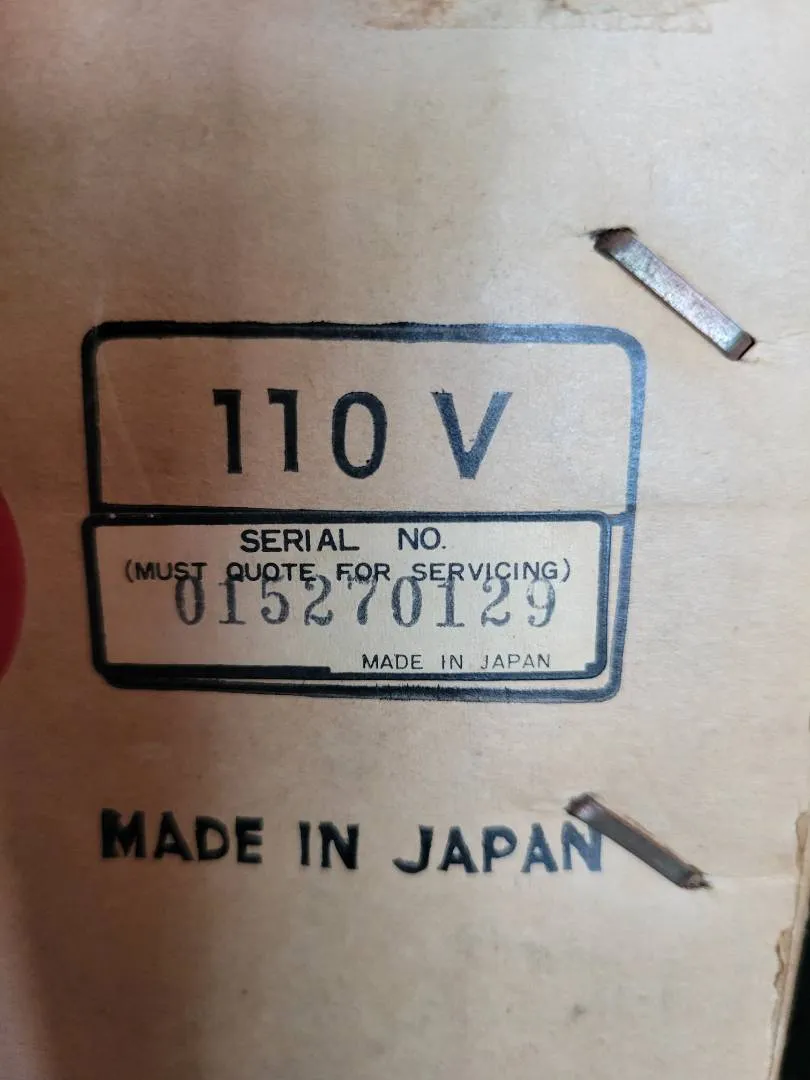 110 V
SERIAL NO.
(MUST QUOTE FOR SERVICING)
015270129
MADE IN JAPAN
MADE IN JAPAN